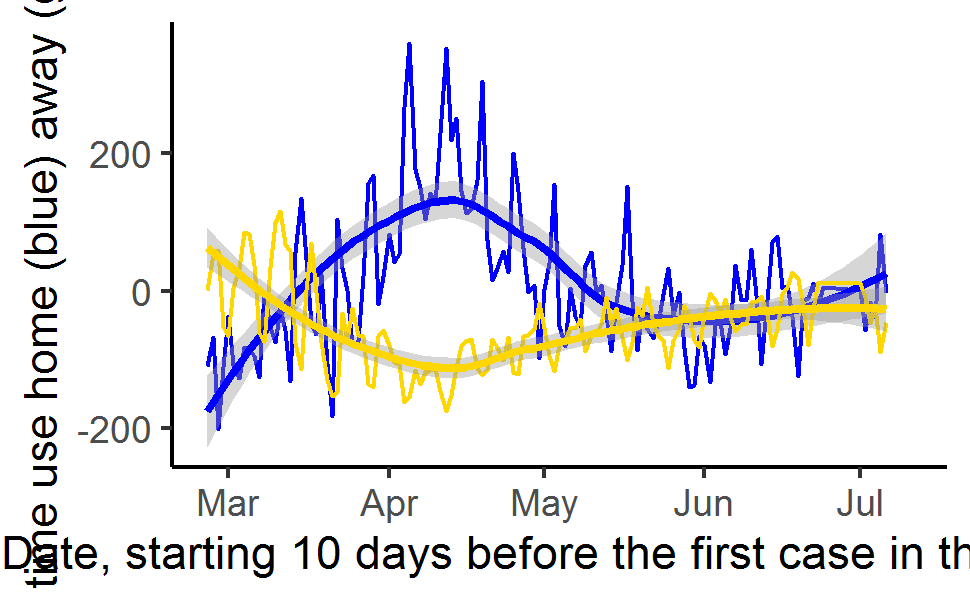 time use home (blue) away (
200
0
-200
Mar Apr May Jun Jul
Date, starting 10 days before the first case in th